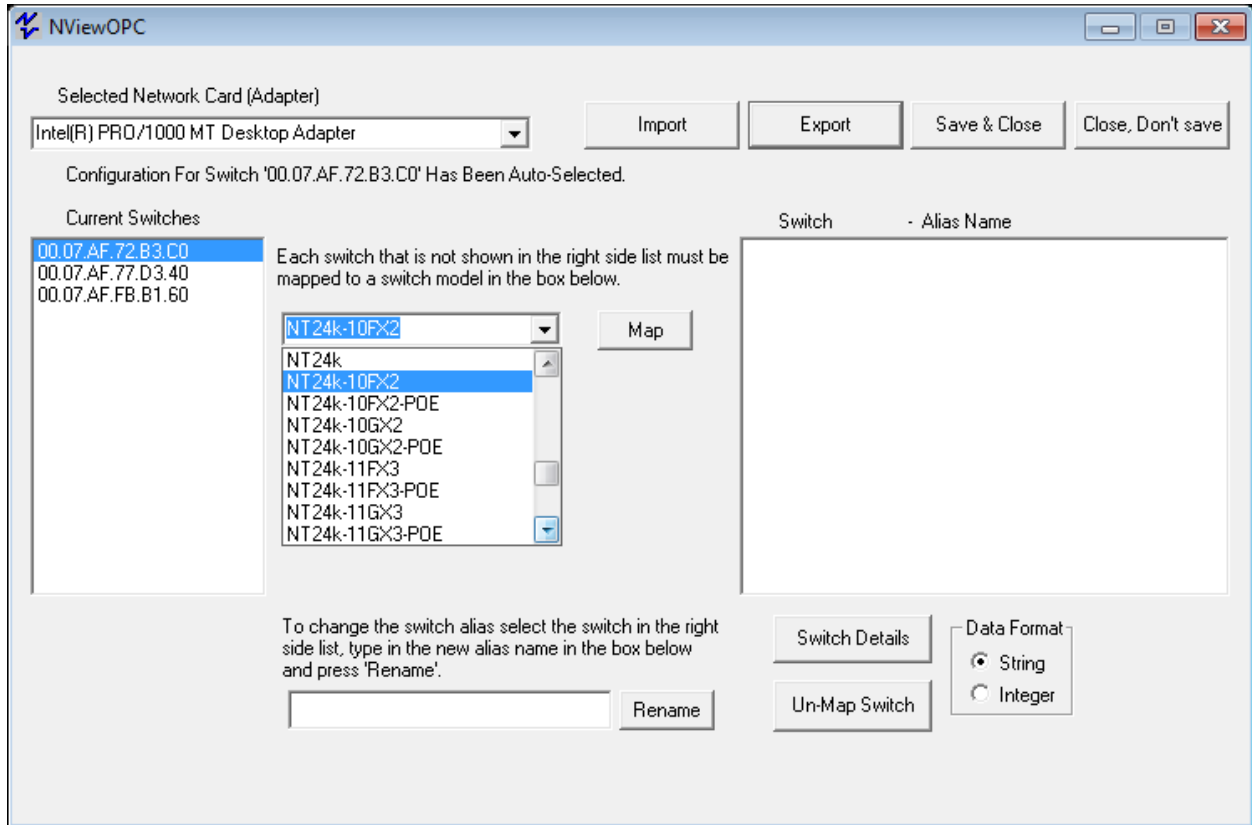 NViewOPC
Selected Network Card (Adapter)
Intel(R) PRO/1000 MT Desktop Adapter
Import
Export
Save & Close
Close, Don't save
Configuration For Switch '00.07.AF.72.B3.C0' Has Been Auto-Selected.
Current Switches
Switch - Alias Name
00.07.AF.72.B3.C0
00.07.AF.77.D3.40
00.07.AF.FB.B1.60
Each switch that is not shown in the right side list must be
mapped to a switch model in the box below.
NT24k-10FX2
Map
NT24k
NT24k-10FX2
NT24k-10FX2-POE
NT24k-10GX2
NT24k-10GX2-POE
NT24k-11FX3
NT24k-11FX3-POE
NT24k-11GX3
NT24k-11GX3-POE
To change the switch alias select the switch in the right
side list, type in the new alias name in the box below
and press 'Rename'.
Rename
Switch Details
Un-Map Switch
Data Format
String
Integer